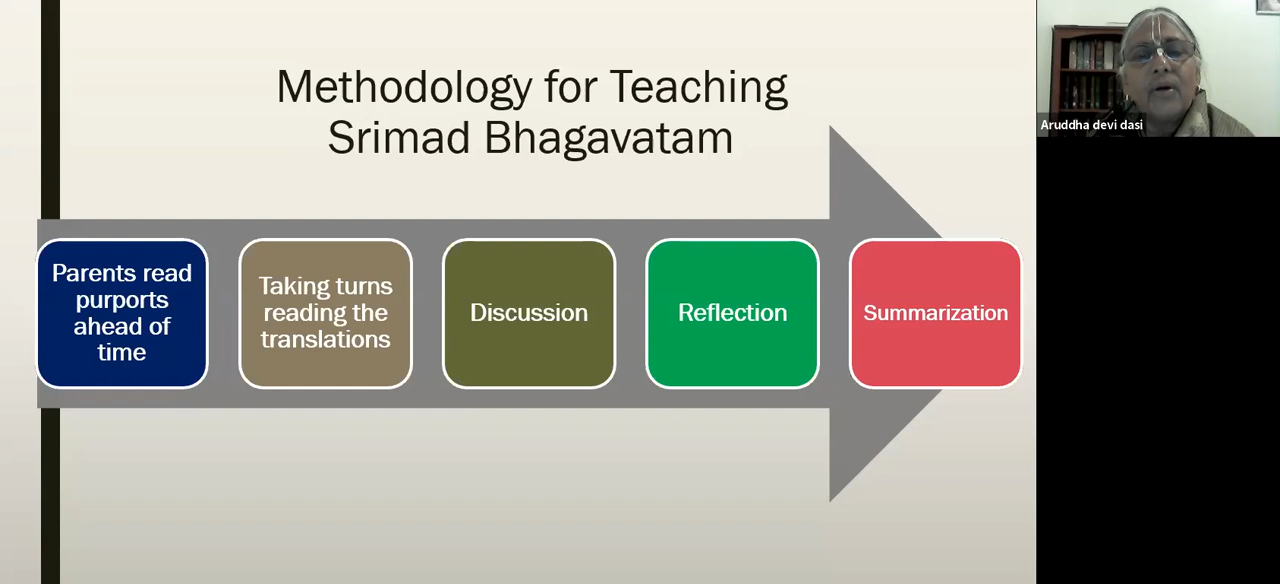 Methodology for Teaching
Srimad Bhagavatam
Parents read
purports
ahead of
time
Taking turns
reading the
translations
Discussion
Reflection
Summarization
Aruddha devi dasi